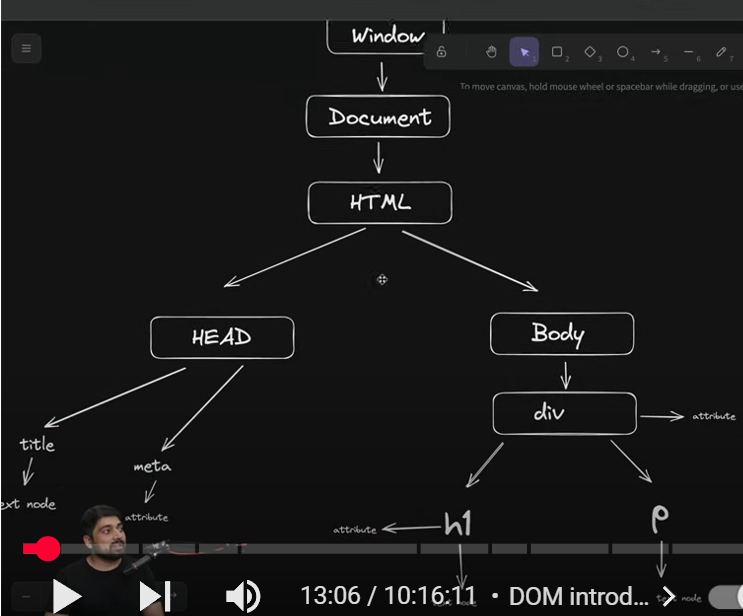 Window
1
2
3
4
5
6
7
To move canvas, hold mouse wheel or spacebar while dragging, or use
Document
HTML
HEAD
Body
div
attribute
title
meta
ext node
attribute
attribute
h1
p
text node
13:06 / 10:16:11 • DOM introd...